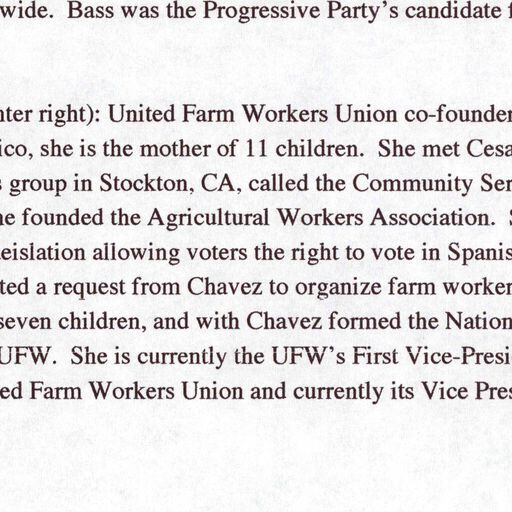 wide.  Bass was the Progressive Party's candidate f
nter right): United Farm Workers Union co-founder
ico, she is the mother of 11 children.  She met Cesa
s group in Stockton, CA, called the Community Ser
he founded the Agricultural Workers Association.  S
eislation allowing voters the right to vote in Spanis
ted a request from Chavez to organize farm worker
seven children, and with Chavez formed the Nation
UFW.  She is currently the UFW's First Vice-Presi
ed Farm Workers Union and currently its Vice Pres